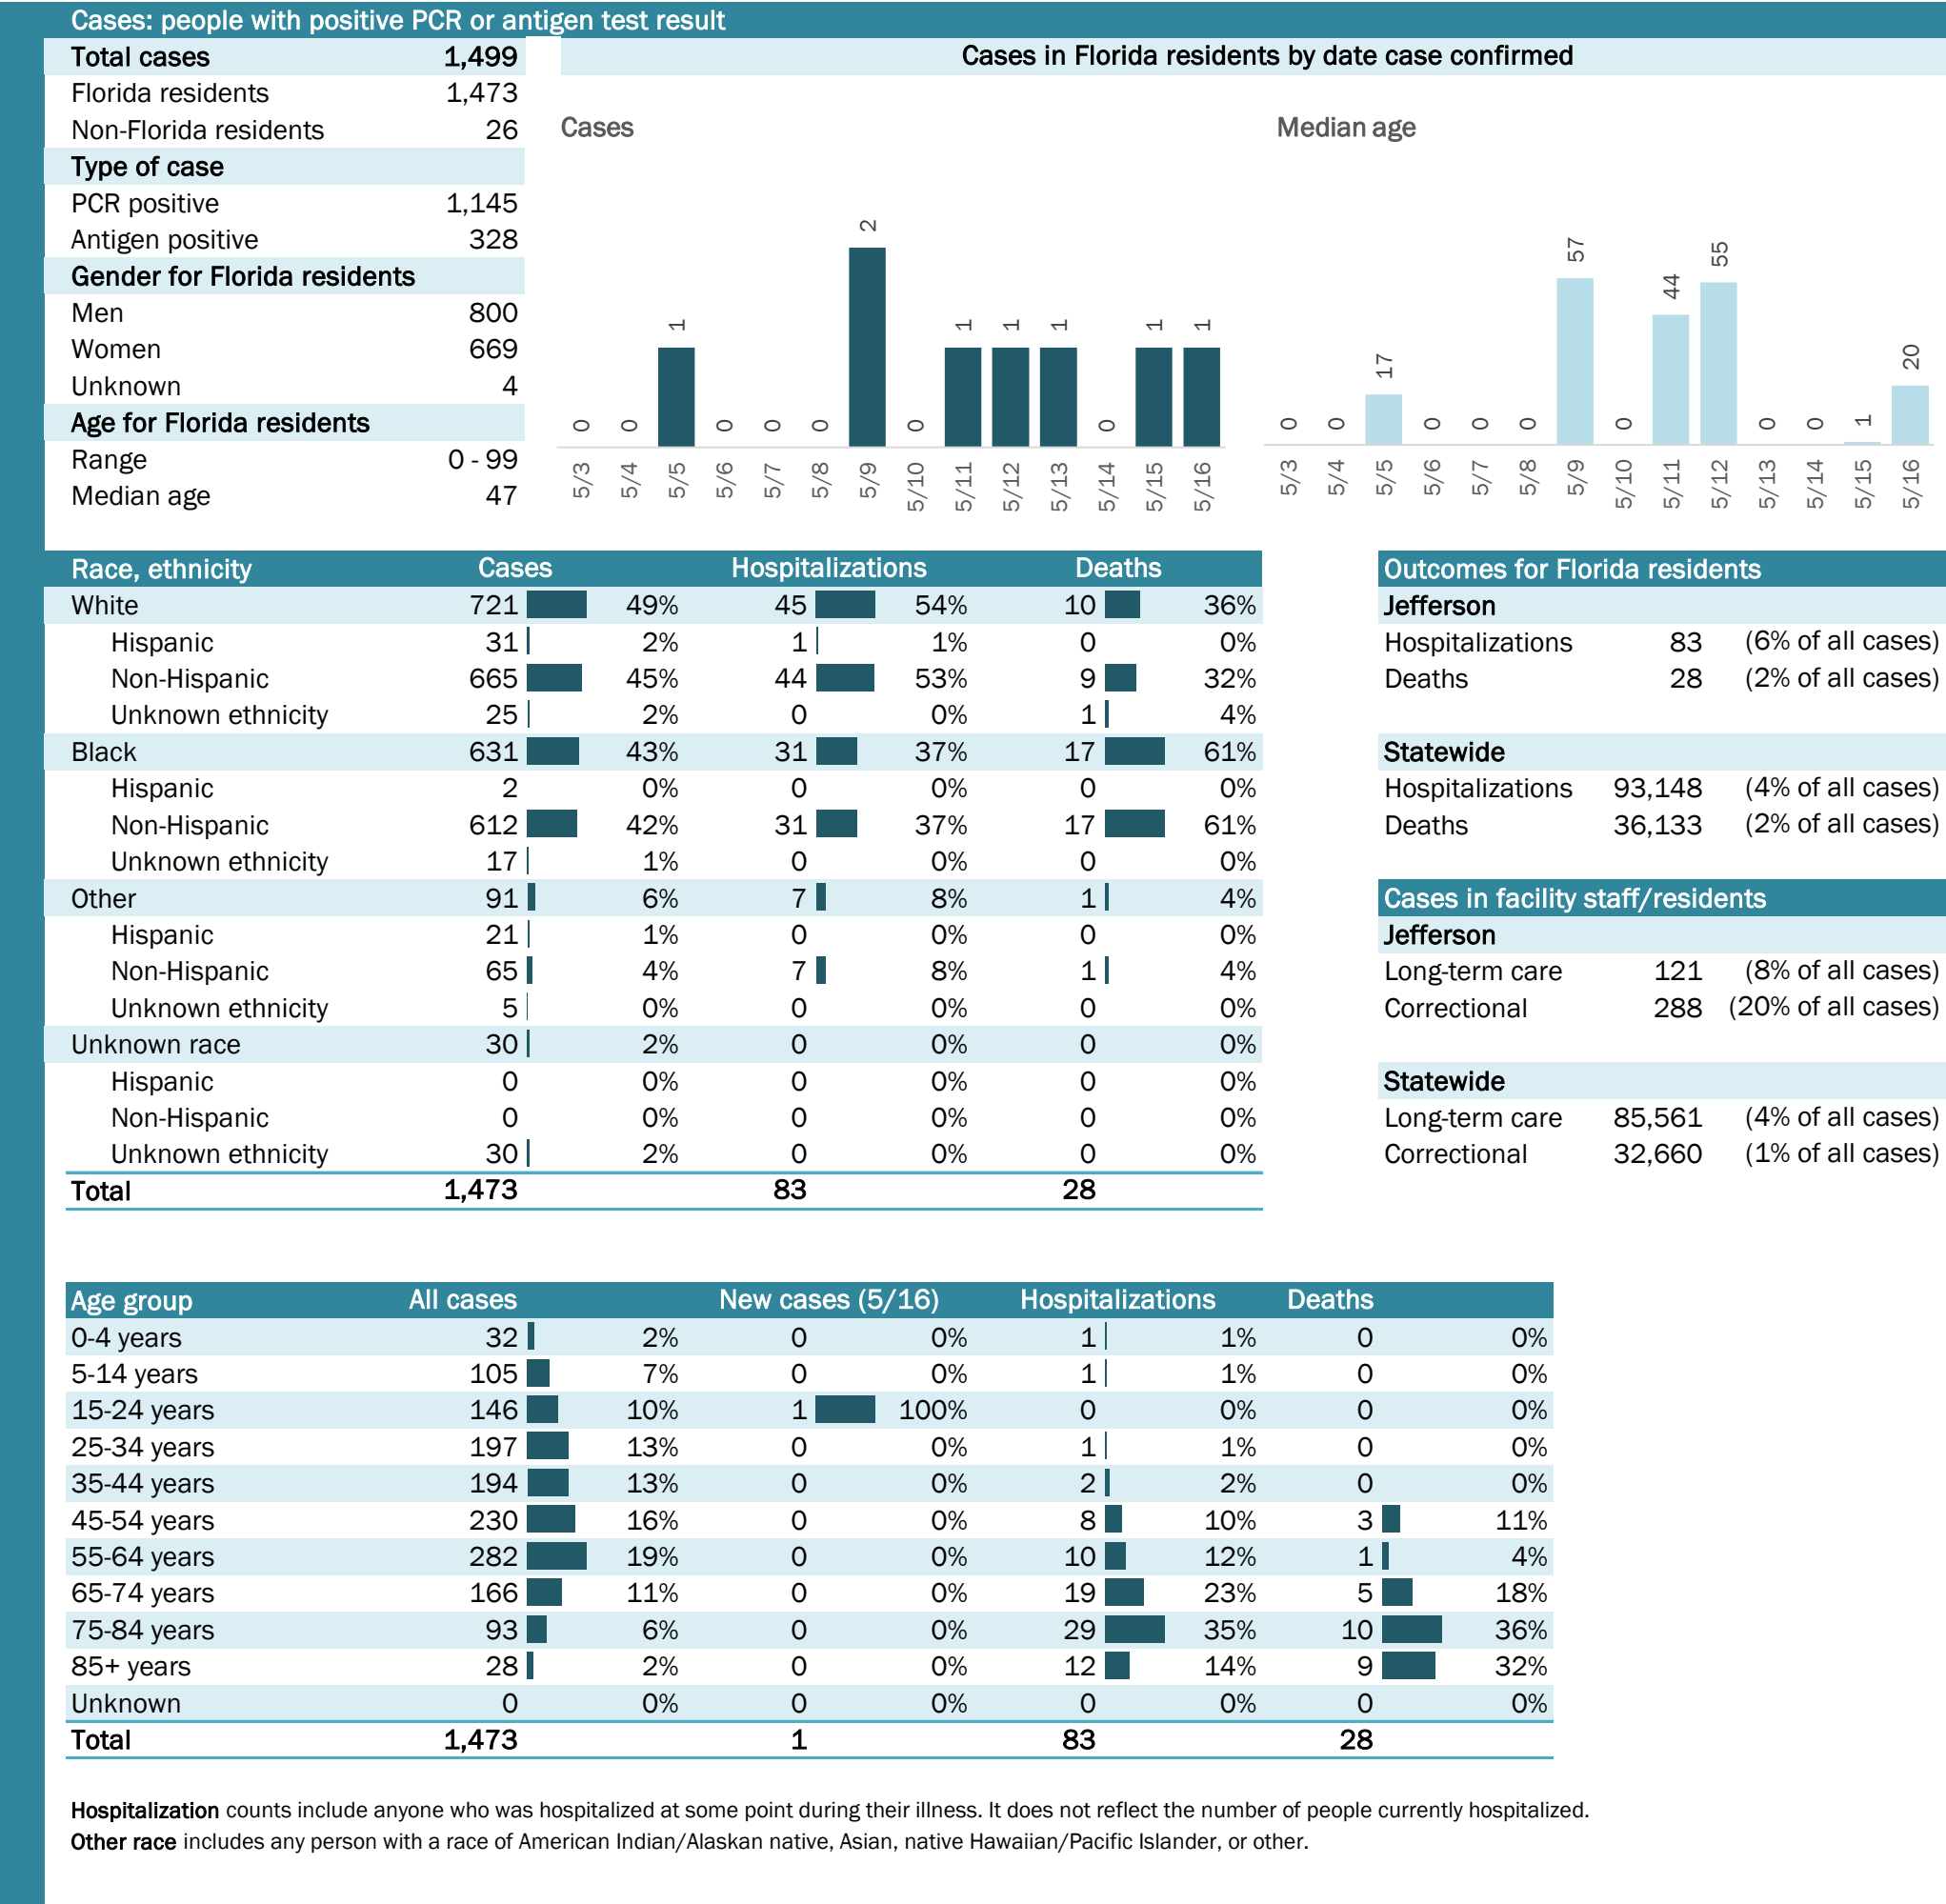 Cases: people with positive PCR or antigen test result
Total cases 1,499
Florida residents 1,473
Non-Florida residents 26
Type of case
PCR positive 1,145
Antigen positive 328
Gender for Florida residents
Men 800
Women 669
Unknown 4
Age for Florida residents
Range 0 - 99
Median age 47
Cases in Florida residents by date case confirmed
Cases
0 0 1 0 0 0 2 0 1 1 1 0 1 1
5/3 5/4 5/5 5/6 5/7 5/8 5/9 5/10 5/11 5/12 5/13 5/14 5/15 5/16
Median age
0 0 17 0 0 0 57 0 44 55 0 0 1 20
5/3 5/4 5/5 5/6 5/7 5/8 5/9 5/10 5/11 5/12 5/13 5/14 5/15 5/16
Race, ethnicity Cases Hospitalizations Deaths
White 721 49% 45 54% 10 36%
Hispanic 31 2% 1 1% 0 0%
Non-Hispanic 665 45% 44 53% 9 32%
Unknown ethnicity 25 2% 0 0% 1 4%
Black 631 43% 31 37% 17 61%
Hispanic 2 0% 0 0% 0 0%
Non-Hispanic 612 42% 31 37% 17 61%
Unknown ethnicity 17 1% 0 0% 0 0%
Other 91 6% 7 8% 1 4%
Hispanic 21 1% 0 0% 0 0%
Non-Hispanic 65 4% 7 8% 1 4%
Unknown ethnicity 5 0% 0 0% 0 0%
Unknown race 30 2% 0 0% 0 0%
Hispanic 0 0% 0 0% 0 0%
Non-Hispanic 0 0% 0 0% 0 0%
Unknown ethnicity 30 2% 0 0% 0 0%
Total 1,473 83 28
Outcomes for Florida residents
Jefferson
Hospitalizations 83 (6% of all cases)
Deaths 28 (2% of all cases)
Statewide
Hospitalizations 93,148 (4% of all cases)
Deaths 36,133 (2% of all cases)
Cases in facility staff/residents
Jefferson
Long-term care 121 (8% of all cases)
Correctional 288 (20% of all cases)
Statewide
Long-term care 85,561 (4% of all cases)
Correctional 32,660 (1% of all cases)
Age group All cases New cases (5/16) Hospitalizations Deaths
0-4 years 32 2% 0 0% 1 1% 0 0%
5-14 years 105 7% 0 0% 1 1% 0 0%
15-24 years 146 10% 1 100% 0 0% 0 0%
25-34 years 197 13% 0 0% 1 1% 0 0%
35-44 years 194 13% 0 0% 2 2% 0 0%
45-54 years 230 16% 0 0% 8 10% 3 11%
55-64 years 282 19% 0 0% 10 12% 1 4%
65-74 years 166 11% 0 0% 19 23% 5 18%
75-84 years 93 6% 0 0% 29 35% 10 36%
85+ years 28 2% 0 0% 12 14% 9 32%
Unknown 0 0% 0 0% 0 0% 0 0%
Total 1,473 1 83 28
Hospitalization counts include anyone who was hospitalized at some point during their illness. It does not reflect the number of people currently hospitalized.
Other race includes any person with a race of American Indian/Alaskan native, Asian, native Hawaiian/Pacific Islander, or other.